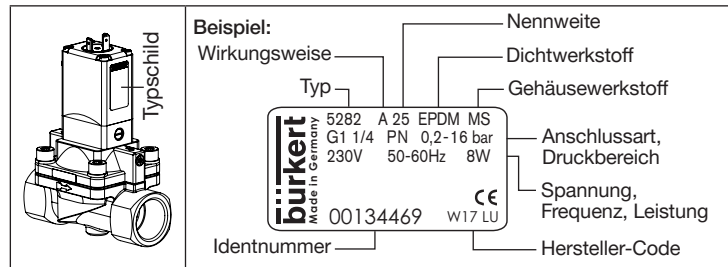 Typschild
Beispiel:
Nennweite
Wirkungsweise
Dichtwerkstoff
Typ
Gehäusewerkstoff
burkert
Made in Germany
5282 A 25 EPDM MS
G1 1/4 PN 0,2-16 bar
230V 50-60Hz 8W
CE
00134469 W17 LU
Anschlussart,
Druckbereich
Spannung,
Frequenz, Leistung
Identnummer
Hersteller-Code